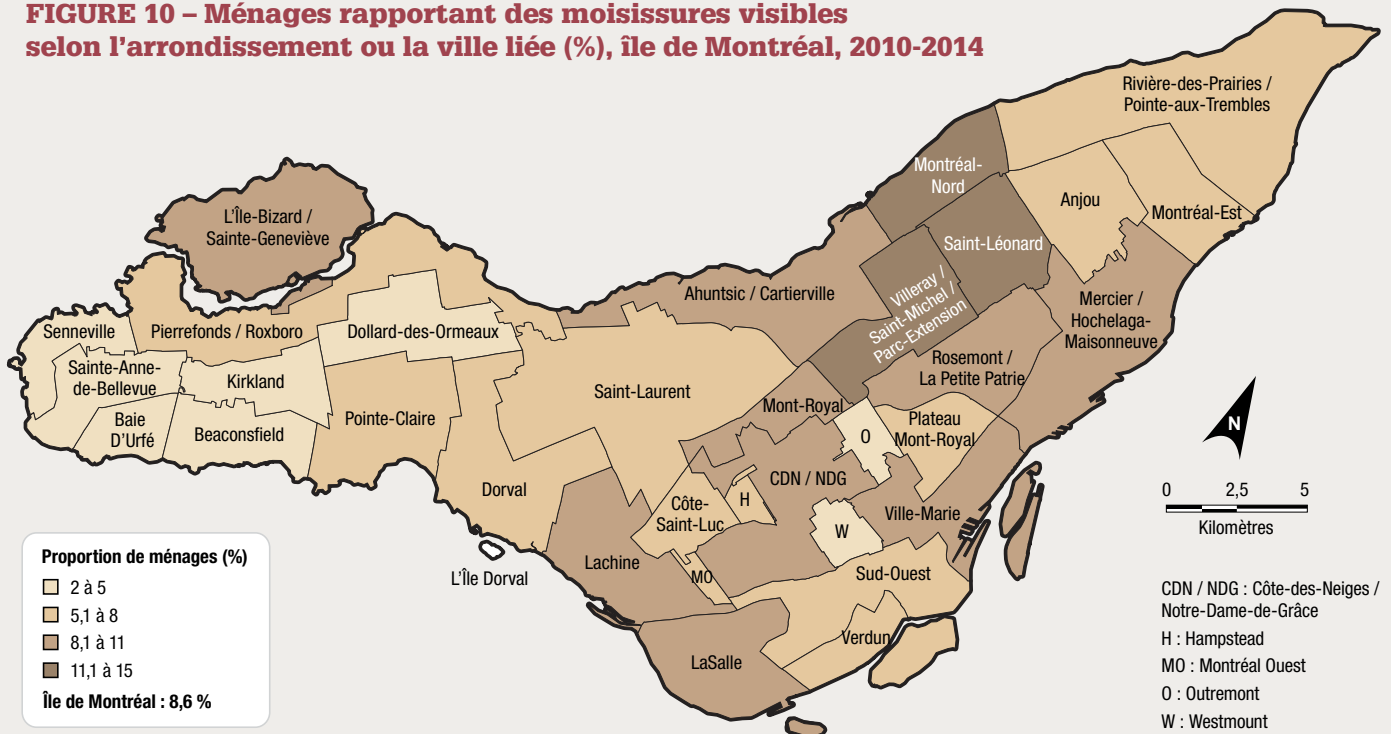 FIGURE 10 – Ménages rapportant des moisissures visibles
selon l'arrondissement ou la ville liée (%), île de Montréal, 2010-2014
Rivière-des-Prairies /
Pointe-aux-Trembles
Montréal-
Nord
Anjou
Montréal-Est
L'Île-Bizard /
Sainte-Geneviève
Saint-Léonard
Ahuntsic / Cartierville
Villeray /
Saint-Michel /
Parc-Extension
Mercier /
Hochelaga-
Maisonneuve
Senneville
Pierrefonds / Roxboro
Dollard-des-Ormeaux
Sainte-Anne-
de-Bellevue
Kirkland
Rosemont /
La Petite Patrie
Saint-Laurent
Mont-Royal
Baie
D'Urfé
Beaconsfield
Pointe-Claire
O
Plateau
Mont-Royal
Dorval
CDN / NDG
H
Côte-
Saint-Luc
Ville-Marie
W
Lachine
MO
Sud-Ouest
L'Île Dorval
Verdun
LaSalle
N
0 2,5 5
Kilomètres
Proportion de ménages (%)
2 à 5
5,1 à 8
8,1 à 11
11,1 à 15
Île de Montréal : 8,6 %
CDN / NDG : Côte-des-Neiges /
Notre-Dame-de-Grâce
H : Hampstead
MO : Montréal Ouest
O : Outremont
W : Westmount